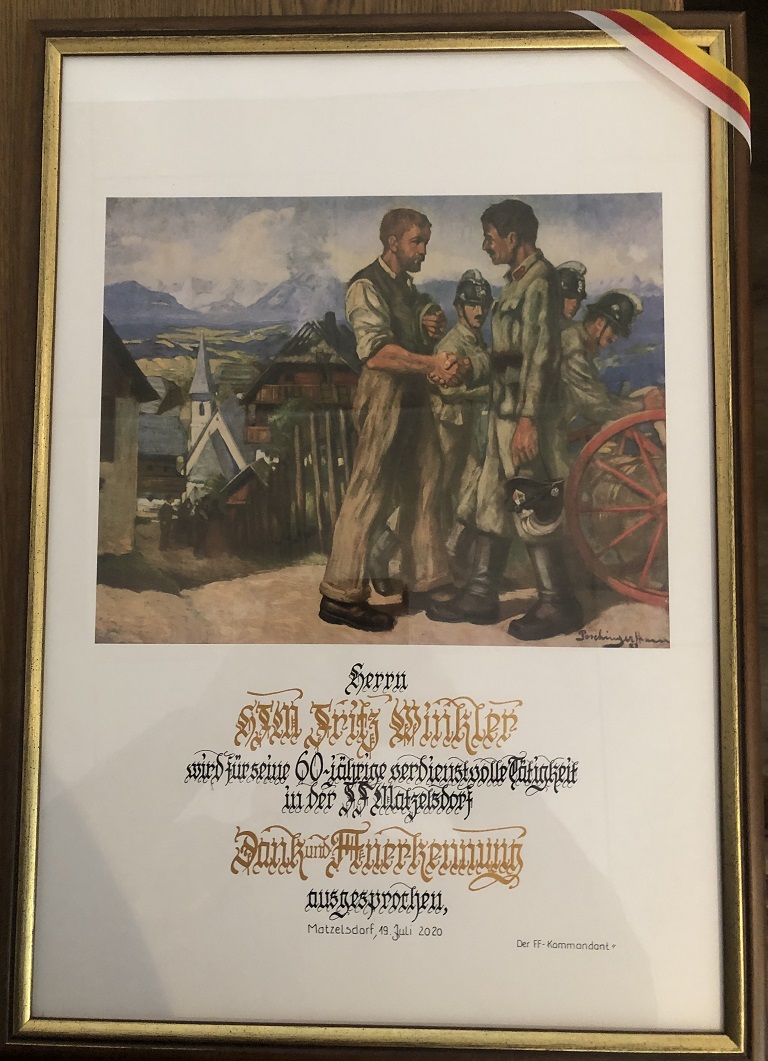 Herrn
HFM Fritz Winkler
wird für seine 60-jährige verdienstvolle Tätigkeit
in der FF Matzelsdorf
Dank und Anerkennung
ausgesprochen,
Matzelsdorf, 19. Juli 2020
Der FF-Kommandant: